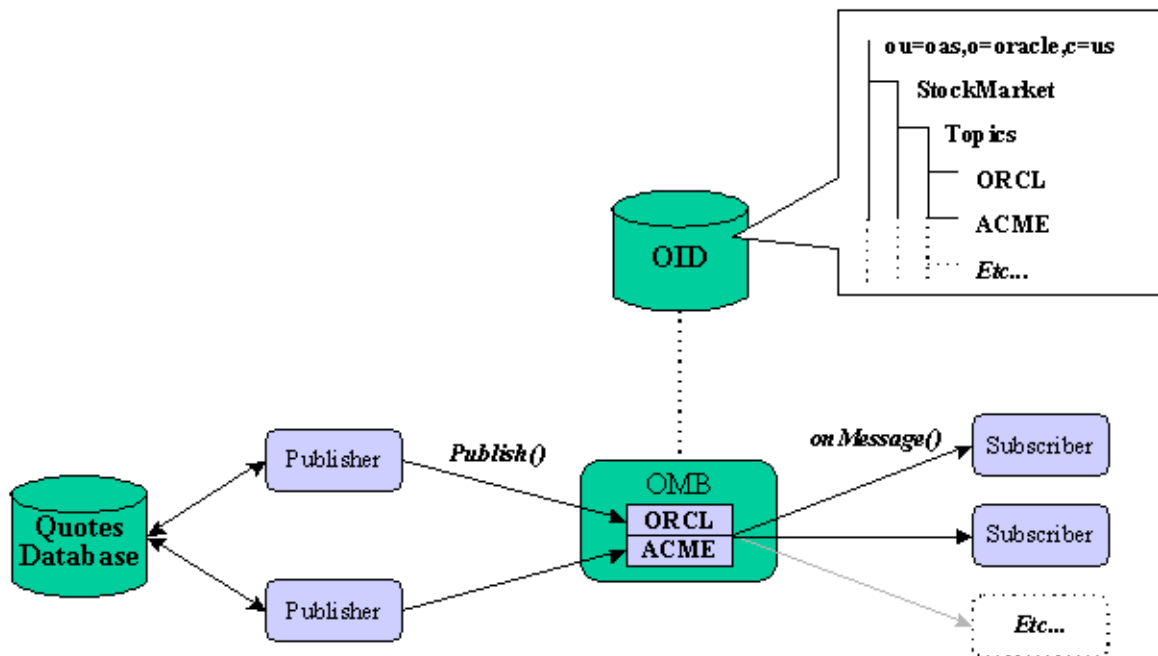 ou=oas,o=oracle,c=us
StockMarket
Topics
ORCL
ACME
Etc...
OID
Publisher
Publish()
onMessage()
Subscriber
OMB
ORCL
ACME
Quotes
Database
Subscriber
Publisher
Etc...